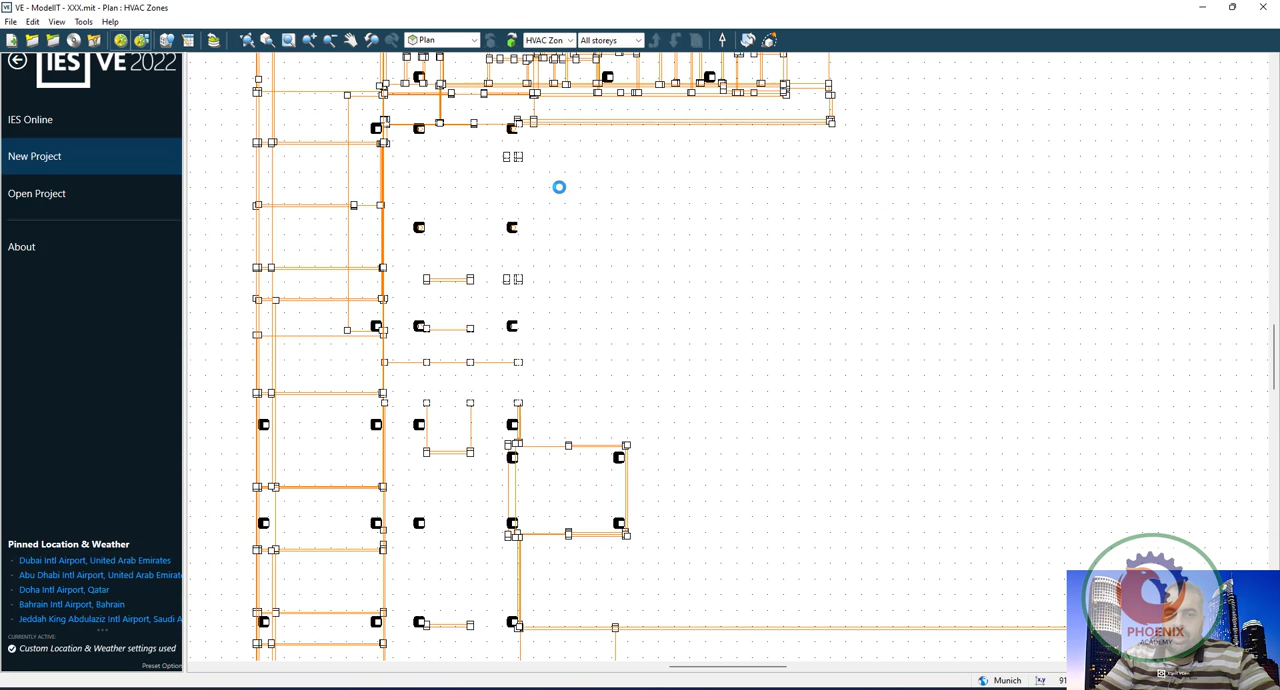 VE - ModelIT - XXX.mit - Plan : HVAC Zones
File Edit View Tools Help
Plan
HVAC Zon
All storeys
IES VE 2022
IES Online
New Project
Open Project
About
Pinned Location & Weather
- Dubai Intl Airport, United Arab Emirates
- Abu Dhabi Intl Airport, United Arab Emirat
- Doha Intl Airport, Qatar
- Bahrain Intl Airport, Bahrain
- Jeddah King Abdulaziz Intl Airport, Saudi A
CURRENTLY ACTIVE:
Custom Location & Weather settings used
Preset Option
PHOENIX
ACADEMY
Munich
91